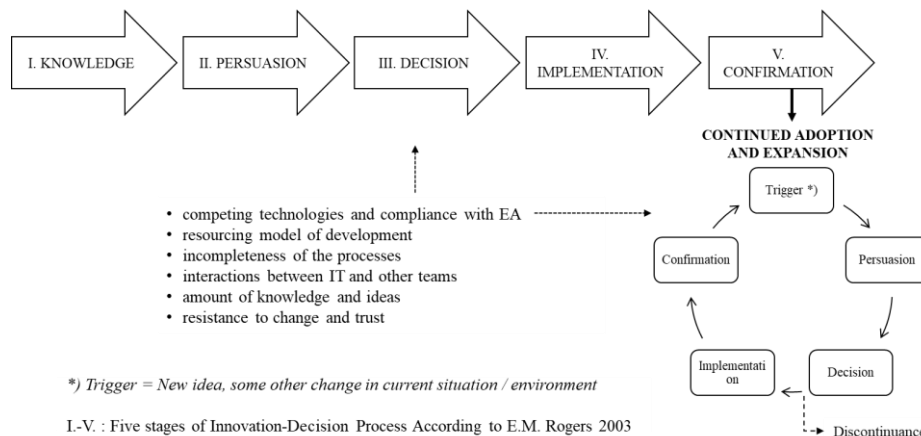 I. KNOWLEDGE
II. PERSUASION
III. DECISION
IV.
IMPLEMENTATION
V.
CONFIRMATION
CONTINUED ADOPTION
AND EXPANSION
Trigger *)
Persuasion
Decision
Implementati
on
Confirmation
Discontinuance
• competing technologies and compliance with EA
• resourcing model of development
• incompleteness of the processes
• interactions between IT and other teams
• amount of knowledge and ideas
• resistance to change and trust
*) Trigger = New idea, some other change in current situation / environment
I.-V. : Five stages of Innovation-Decision Process According to E.M. Rogers 2003